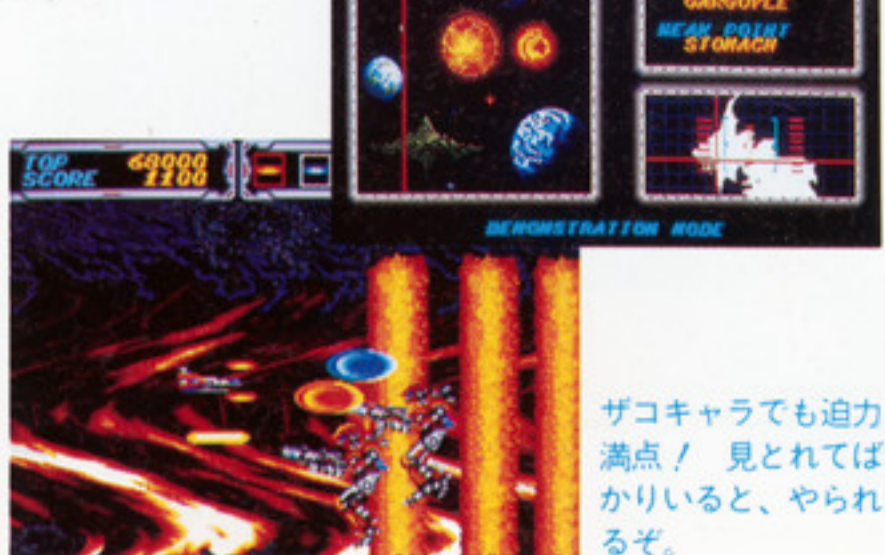 GARGOYLE
WEAK POINT
STOMACH
DEMONSTRATION MODE
TOP 68000
SCORE 1100
ザコキャラでも迫力
満点！　見とれてば
かりいると、やられ
るぞ。